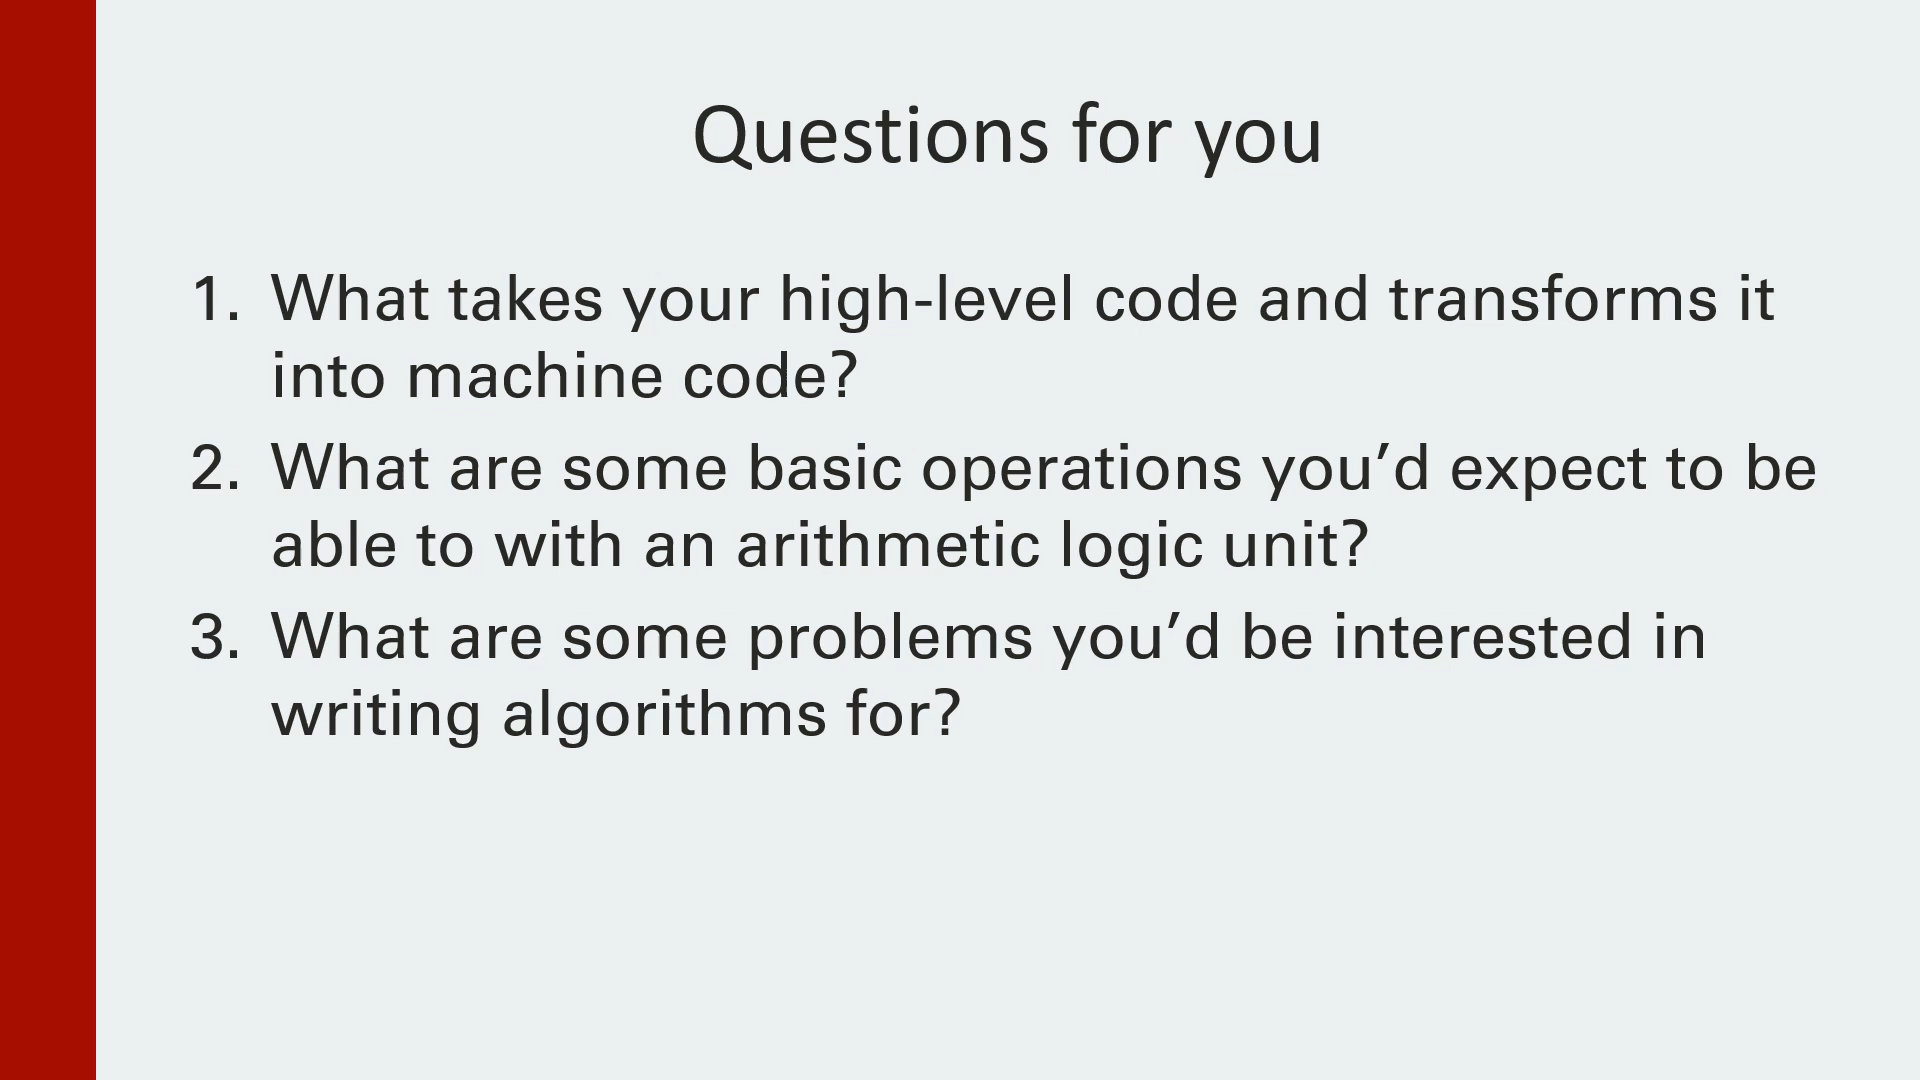 Questions for you
1. What takes your high-level code and transforms it
into machine code?
2. What are some basic operations you’d expect to be
able to with an arithmetic logic unit?
3. What are some problems you’d be interested in
writing algorithms for?